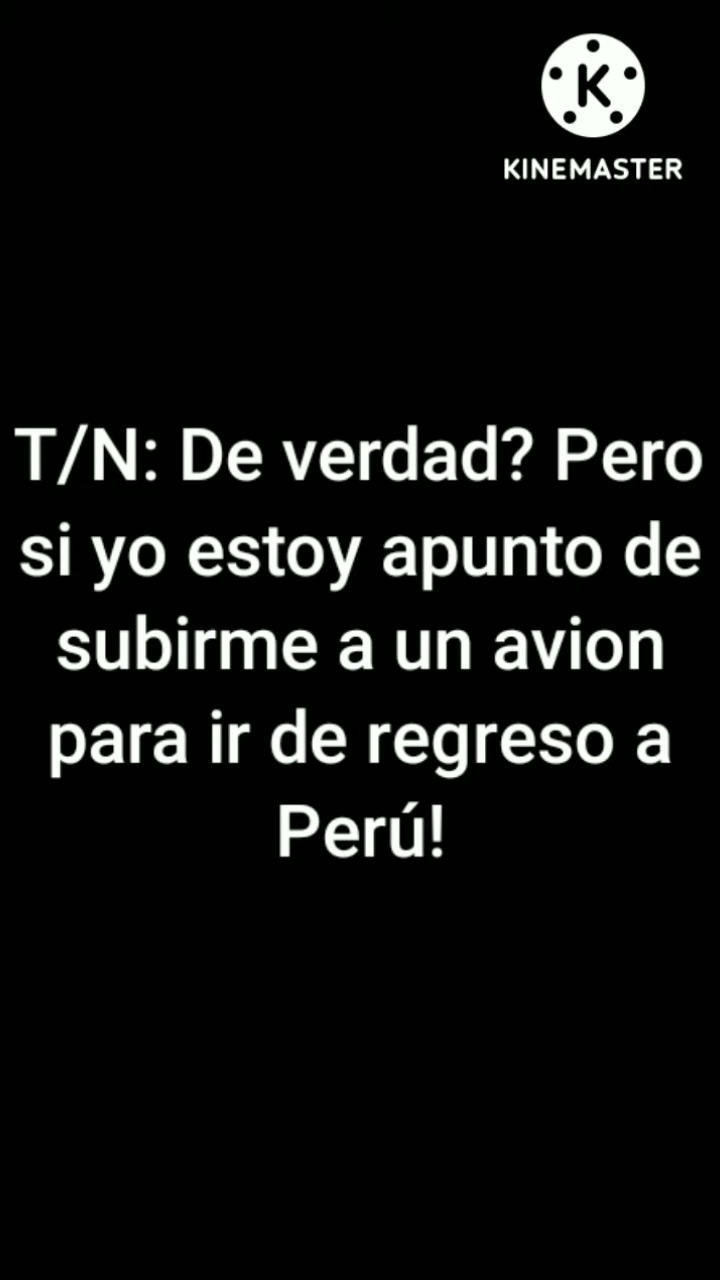 K
KINEMASTER
T/N: De verdad? Pero
si yo estoy apunto de
subirme a un avion
para ir de regreso a
Perú!